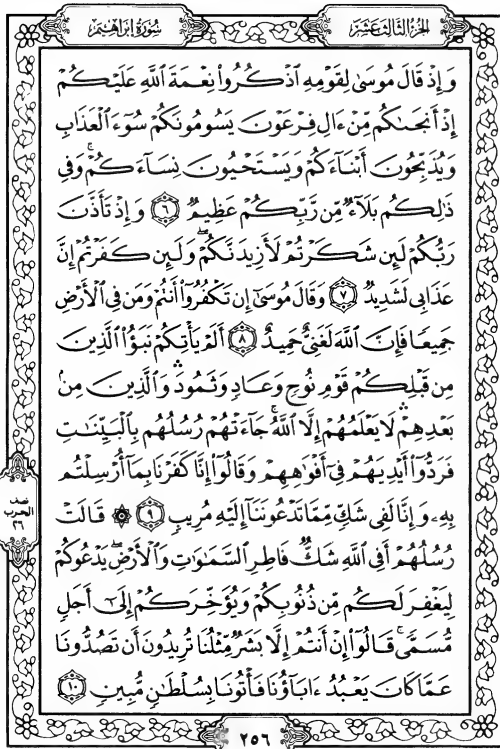 الجزء الثالث عشر
سورة إبراهيم
وَإِذْ قَالَ مُوسَىٰ لِقَوْمِهِ ٱذْكُرُوا۟ نِعْمَةَ ٱللَّهِ عَلَيْكُمْ
إِذْ أَنجَىٰكُم مِّنْ ءَالِ فِرْعَوْنَ يَسُومُونَكُمْ سُوٓءَ ٱلْعَذَابِ
وَيُذَبِّحُونَ أَبْنَآءَكُمْ وَيَسْتَحْيُونَ نِسَآءَكُمْ ۚ وَفِى
ذَٰلِكُم بَلَآءٌ مِّن رَّبِّكُمْ عَظِيمٌ ۝٦ وَإِذْ تَأَذَّنَ
رَبُّكُمْ لَئِن شَكَرْتُمْ لَأَزِيدَنَّكُمْ ۖ وَلَئِن كَفَرْتُمْ إِنَّ
عَذَابِى لَشَدِيدٌ ۝٧ وَقَالَ مُوسَىٰٓ إِن تَكْفُرُوٓا۟ أَنتُمْ وَمَن فِى ٱلْأَرْضِ
جَمِيعًا فَإِنَّ ٱللَّهَ لَغَنِىٌّ حَمِيدٌ ۝٨ أَلَمْ يَأْتِكُمْ نَبَؤُا۟ ٱلَّذِينَ
مِن قَبْلِكُمْ قَوْمِ نُوحٍ وَعَادٍ وَثَمُودَ ۛ وَٱلَّذِينَ مِنۢ
بَعْدِهِمْ ۛ لَا يَعْلَمُهُمْ إِلَّا ٱللَّهُ ۚ جَآءَتْهُمْ رُسُلُهُم بِٱلْبَيِّنَٰتِ
فَرَدُّوٓا۟ أَيْدِيَهُمْ فِىٓ أَفْوَٰهِهِمْ وَقَالُوٓا۟ إِنَّا كَفَرْنَا بِمَآ أُرْسِلْتُم
بِهِۦ وَإِنَّا لَفِى شَكٍّ مِّمَّا تَدْعُونَنَآ إِلَيْهِ مُرِيبٍ ۝٩ ۞ قَالَتْ
رُسُلُهُمْ أَفِى ٱللَّهِ شَكٌّ فَاطِرِ ٱلسَّمَٰوَٰتِ وَٱلْأَرْضِ ۖ يَدْعُوكُمْ
لِيَغْفِرَ لَكُم مِّن ذُنُوبِكُمْ وَيُؤَخِّرَكُمْ إِلَىٰٓ أَجَلٍ
مُّسَمًّى ۚ قَالُوٓا۟ إِنْ أَنتُمْ إِلَّا بَشَرٌ مِّثْلُنَا تُرِيدُونَ أَن تَصُدُّونَا
عَمَّا كَانَ يَعْبُدُ ءَابَآؤُنَا فَأْتُونَا بِسُلْطَٰنٍ مُّبِينٍ ۝١٠
نصف
الحزب
٢٦
٢٥٦